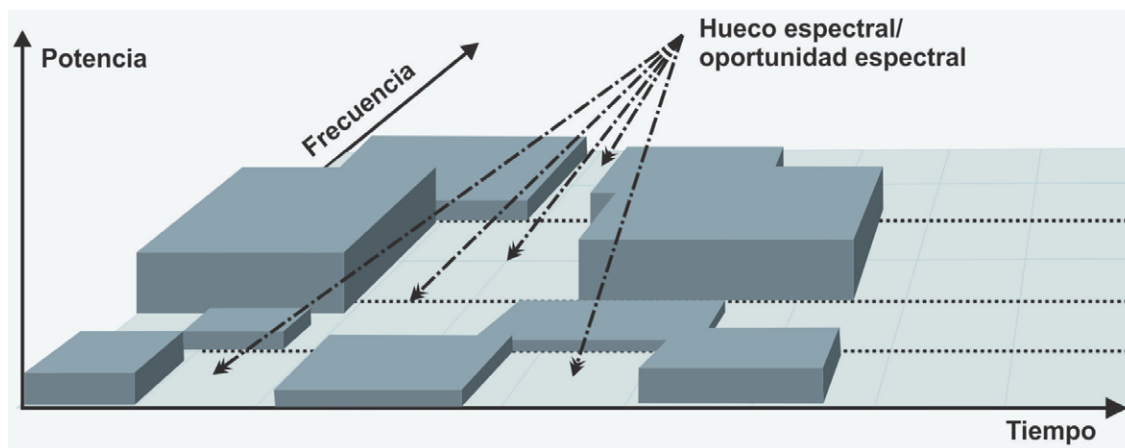 Potencia
Frecuencia
Hueco espectral/
oportunidad espectral
Tiempo